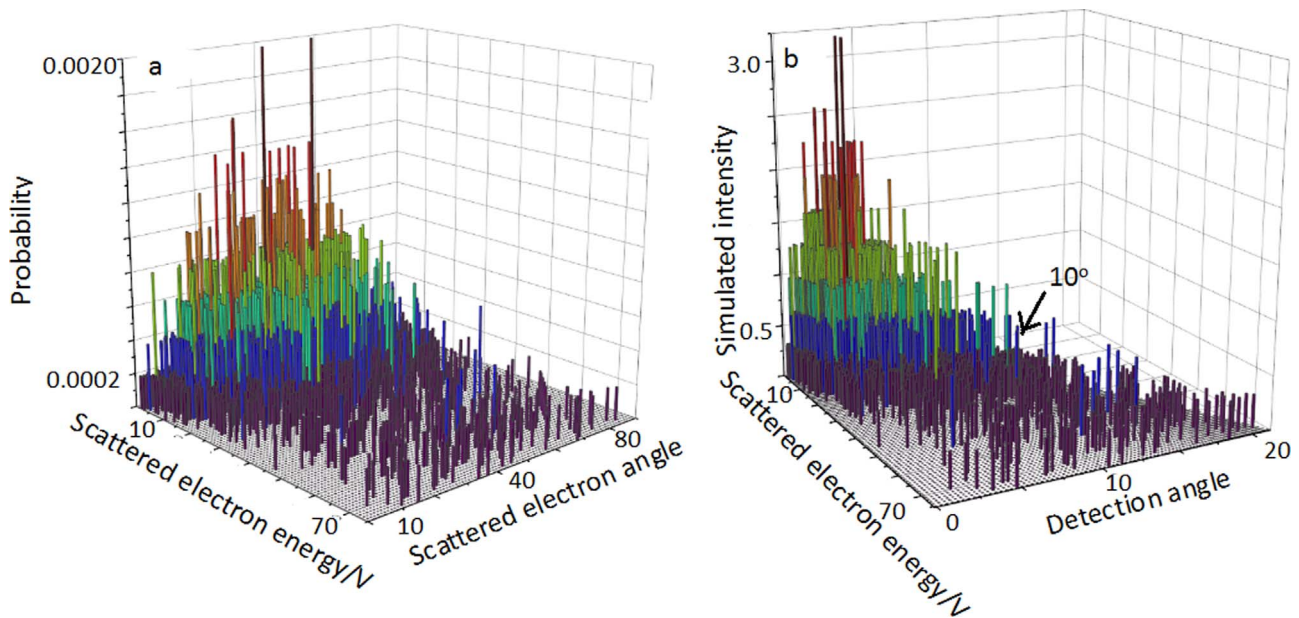 a
0.0020
Probability
0.0002
10
70
Scattered electron energy/V
10
40
80
Scattered electron angle
b
3.0
Simulated intensity
0.5
10°
10
70
Scattered electron energy/V
0
10
20
Detection angle